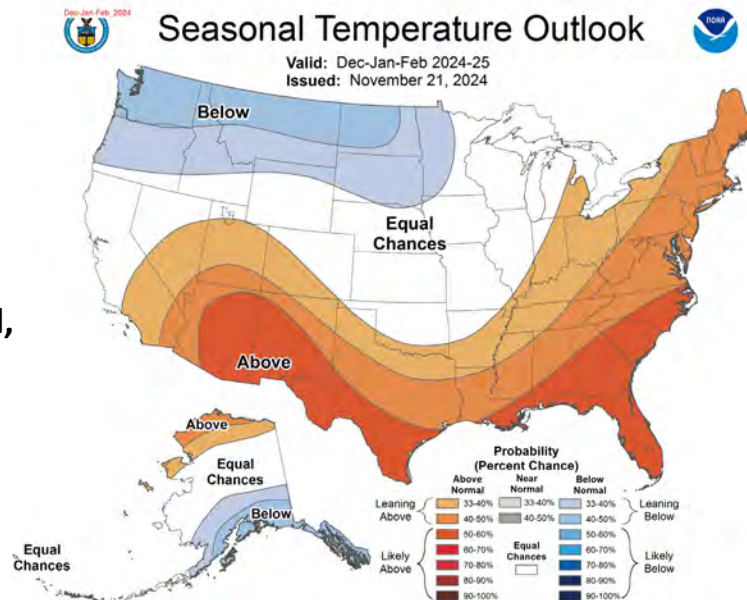 Dec-Jan-Feb 2024
Seasonal Temperature Outlook
NOAA
Valid: Dec-Jan-Feb 2024-25
Issued: November 21, 2024
Below
Equal
Chances
Above
Above
Equal
Chances
Below
Equal
Chances
Probability
(Percent Chance)
Above
Normal
Near
Normal
Below
Normal
Leaning
Above
33-40%
33-40%
33-40%
Leaning
Below
40-50%
40-50%
40-50%
Likely
Above
50-60%
60-70%
70-80%
80-90%
90-100%
Equal
Chances
50-60%
60-70%
70-80%
80-90%
90-100%
Likely
Below